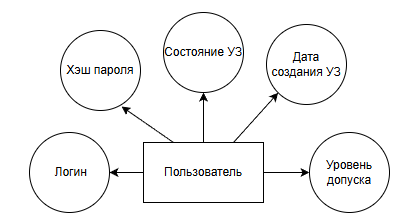 Состояние УЗ
Дата
создания УЗ
Хэш пароля
Логин
Пользователь
Уровень
допуска